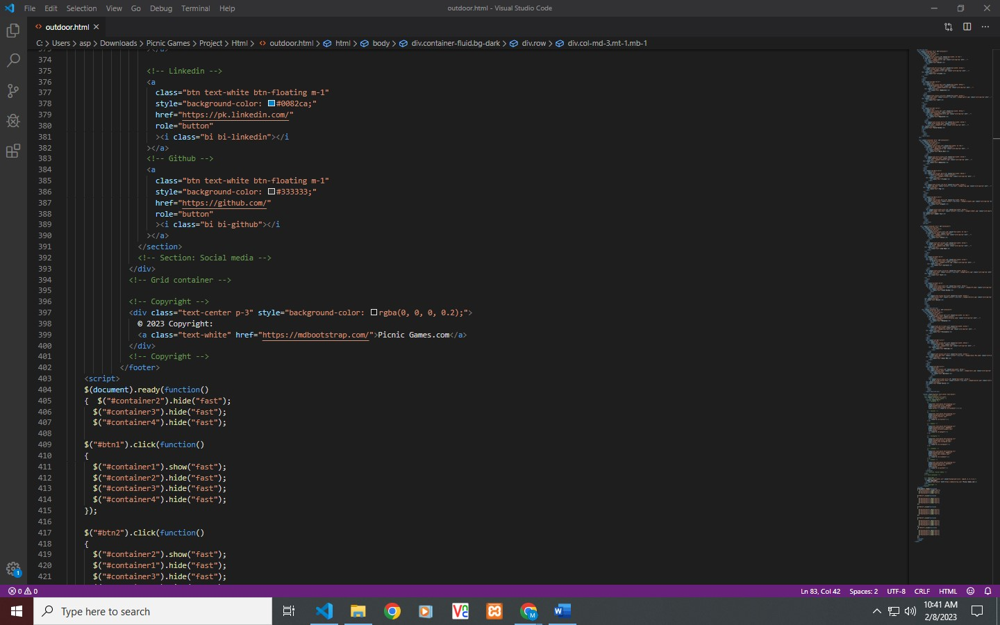 File Edit Selection View Go Debug Terminal Help
outdoor.html - Visual Studio Code
outdoor.html
C: > Users > asp > Downloads > Picnic Games > Project > Html > outdoor.html > html > body > div.container-fluid.bg-dark > div.row > div.col-md-3.mt-1.mb-1
373 ></a>
374
375 <!-- Linkedin -->
376 <a
377 class="btn text-white btn-floating m-1"
378 style="background-color: #0082ca;"
379 href="https://pk.linkedin.com/"
380 role="button"
381 ><i class="bi bi-linkedin"></i
382 ></a>
383 <!-- Github -->
384 <a
385 class="btn text-white btn-floating m-1"
386 style="background-color: #333333;"
387 href="https://github.com/"
388 role="button"
389 ><i class="bi bi-github"></i
390 ></a>
391 </section>
392 <!-- Section: Social media -->
393 </div>
394 <!-- Grid container -->
395
396 <!-- Copyright -->
397 <div class="text-center p-3" style="background-color: rgba(0, 0, 0, 0.2);">
398 © 2023 Copyright:
399 <a class="text-white" href="https://mdbootstrap.com/">Picnic Games.com</a>
400 </div>
401 <!-- Copyright -->
402 </footer>
403 <script>
404 $(document).ready(function()
405 { $("#container2").hide("fast");
406 $("#container3").hide("fast");
407 $("#container4").hide("fast");
408
409 $("#btn1").click(function()
410 {
411 $("#container1").show("fast");
412 $("#container2").hide("fast");
413 $("#container3").hide("fast");
414 $("#container4").hide("fast");
415 });
416
417 $("#btn2").click(function()
418 {
419 $("#container2").show("fast");
420 $("#container1").hide("fast");
421 $("#container3").hide("fast");
1
0 0
Ln 83, Col 42 Spaces: 2 UTF-8 CRLF HTML
Type here to search
10:41 AM
2/8/2023